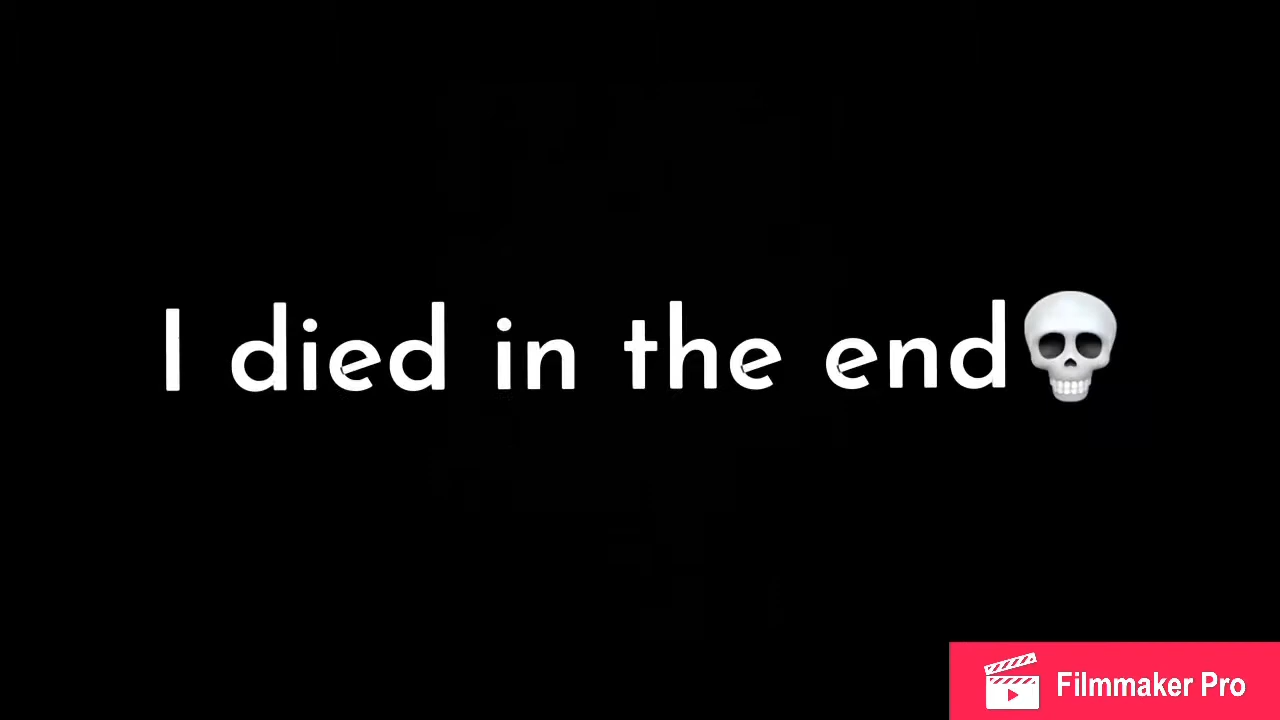 I died in the end💀
Filmmaker Pro